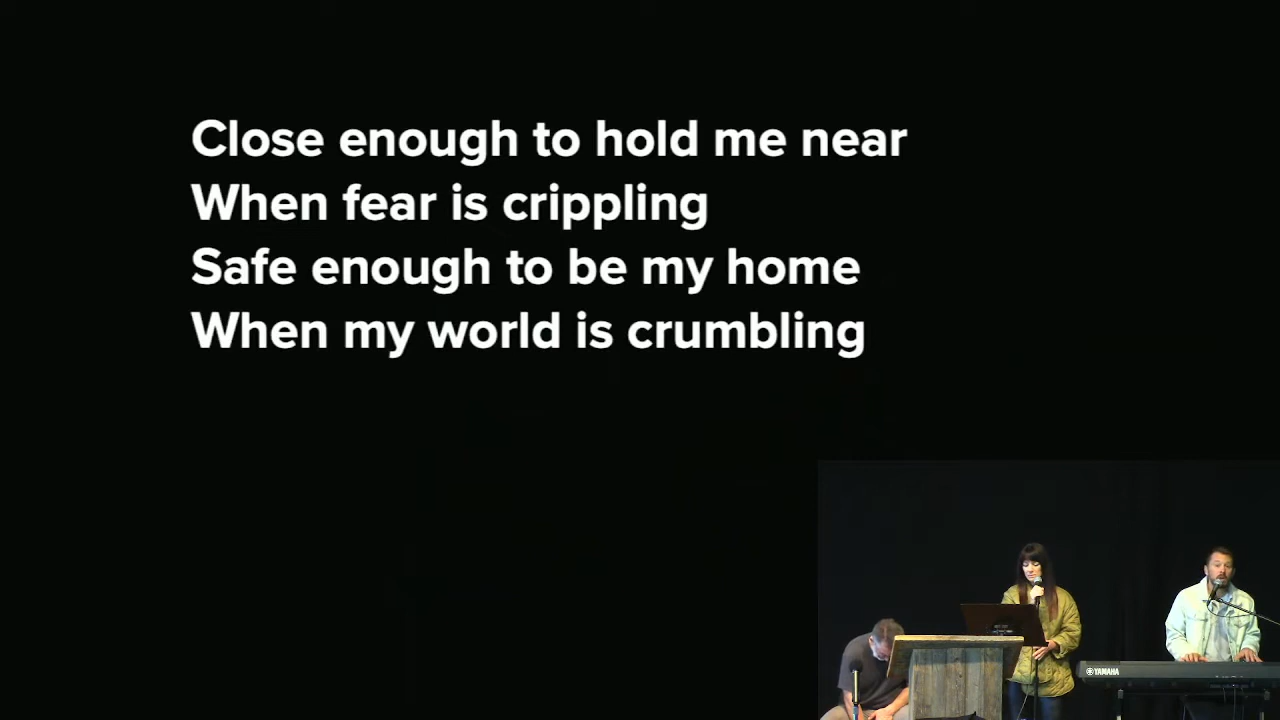 Close enough to hold me near
When fear is crippling
Safe enough to be my home
When my world is crumbling
YAMAHA